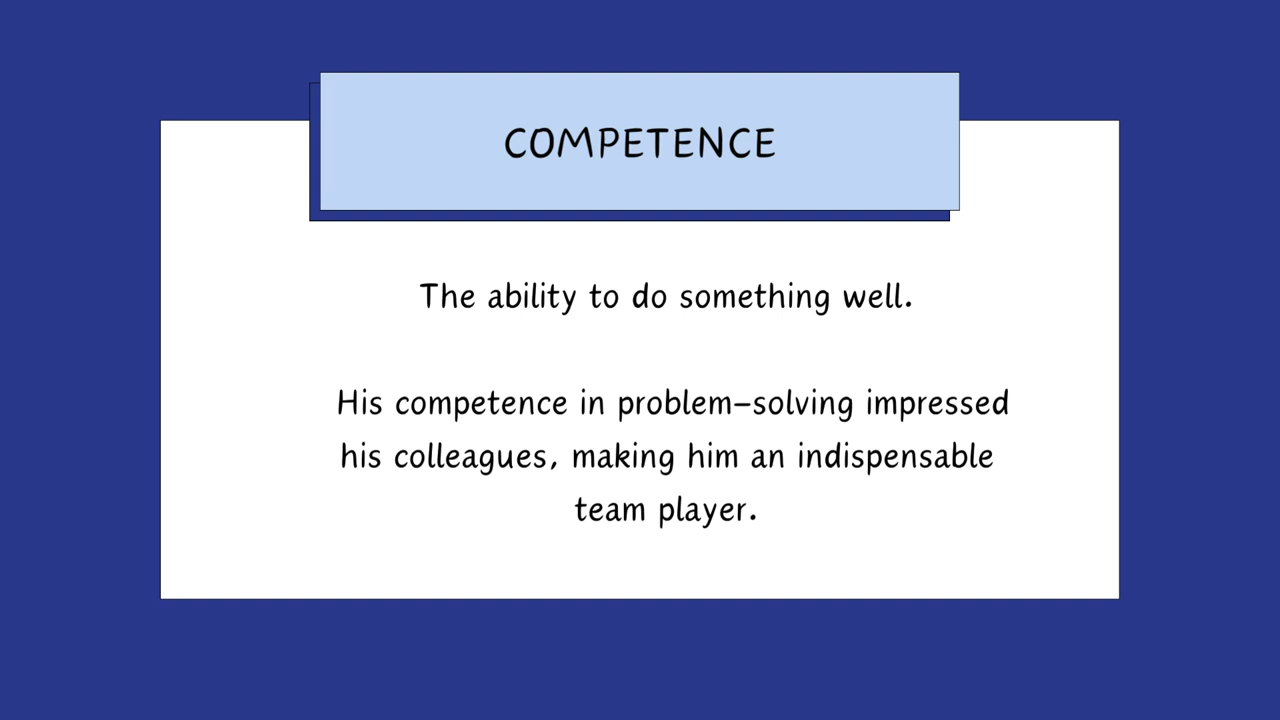 COMPETENCE
The ability to do something well.
His competence in problem–solving impressed
his colleagues, making him an indispensable
team player.